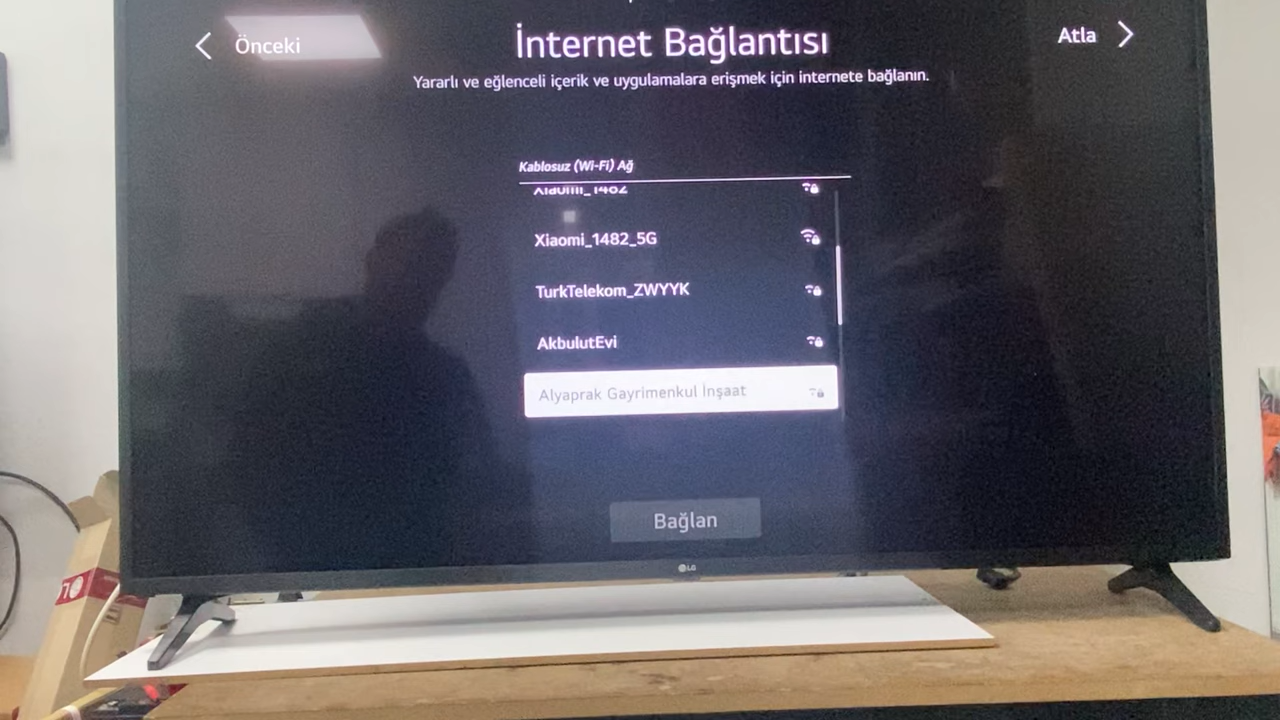 Önceki
İnternet Bağlantısı
Atla
Yararlı ve eğlenceli içerik ve uygulamalara erişmek için internete bağlanın.
Kablosuz (Wi-Fi) Ağ
Xiaomi_1482
Xiaomi_1482_5G
TurkTelekom_ZWYYK
AkbulutEvi
Alyaprak Gayrimenkul İnşaat
Bağlan
LG